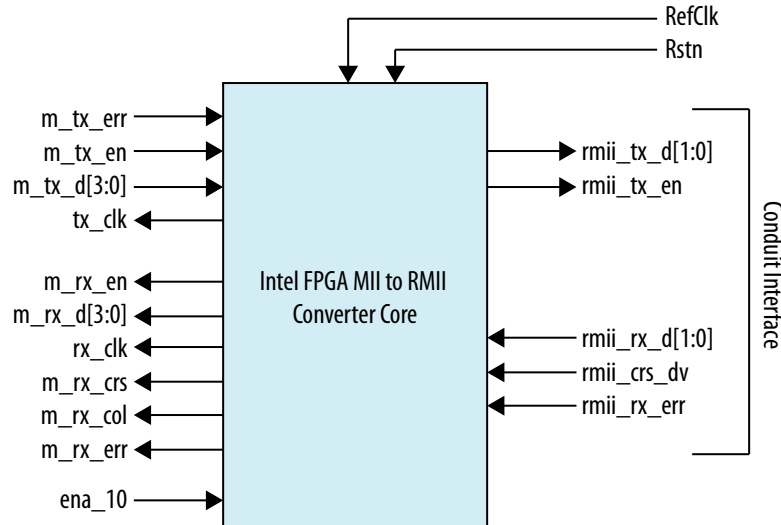 RefClk
Rstn
m_tx_err
m_tx_en
m_tx_d[3:0]
tx_clk
m_rx_en
m_rx_d[3:0]
rx_clk
m_rx_crs
m_rx_col
m_rx_err
ena_10
Intel FPGA MII to RMII
Converter Core
rmii_tx_d[1:0]
rmii_tx_en
rmii_rx_d[1:0]
rmii_crs_dv
rmii_rx_err
Conduit Interface